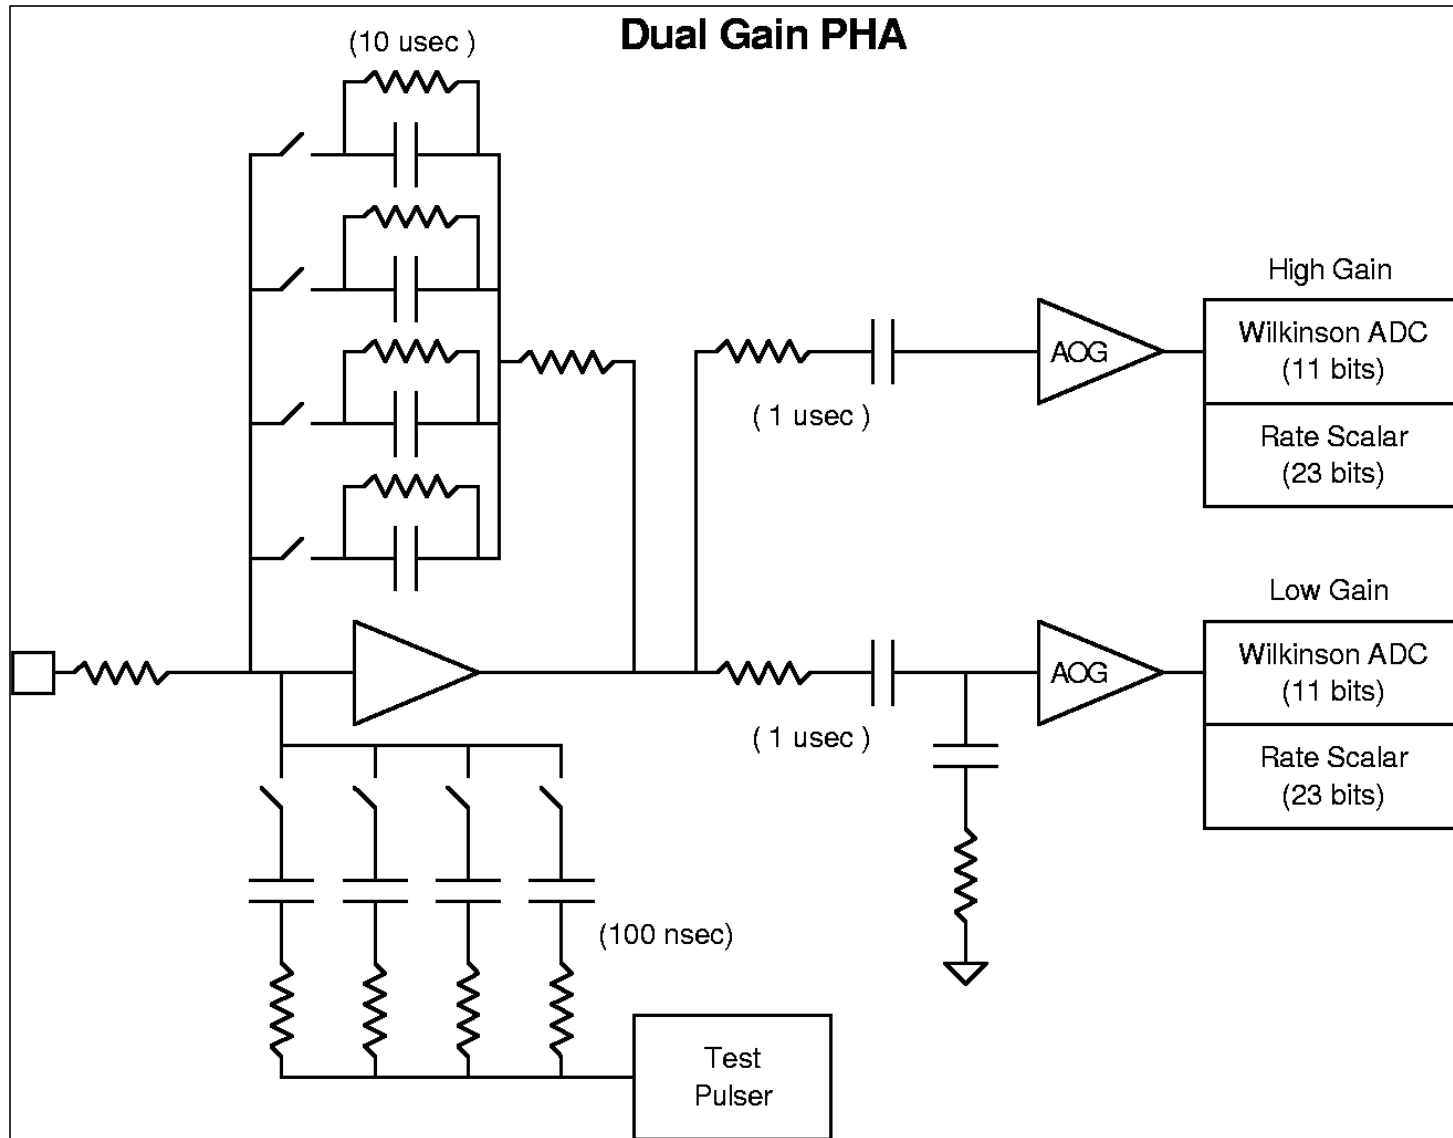 Dual Gain PHA
(10 usec )
High Gain
Wilkinson ADC
(11 bits)
AOG
( 1 usec )
Rate Scalar
(23 bits)
Low Gain
Wilkinson ADC
(11 bits)
AOG
( 1 usec )
Rate Scalar
(23 bits)
(100 nsec)
Test
Pulser